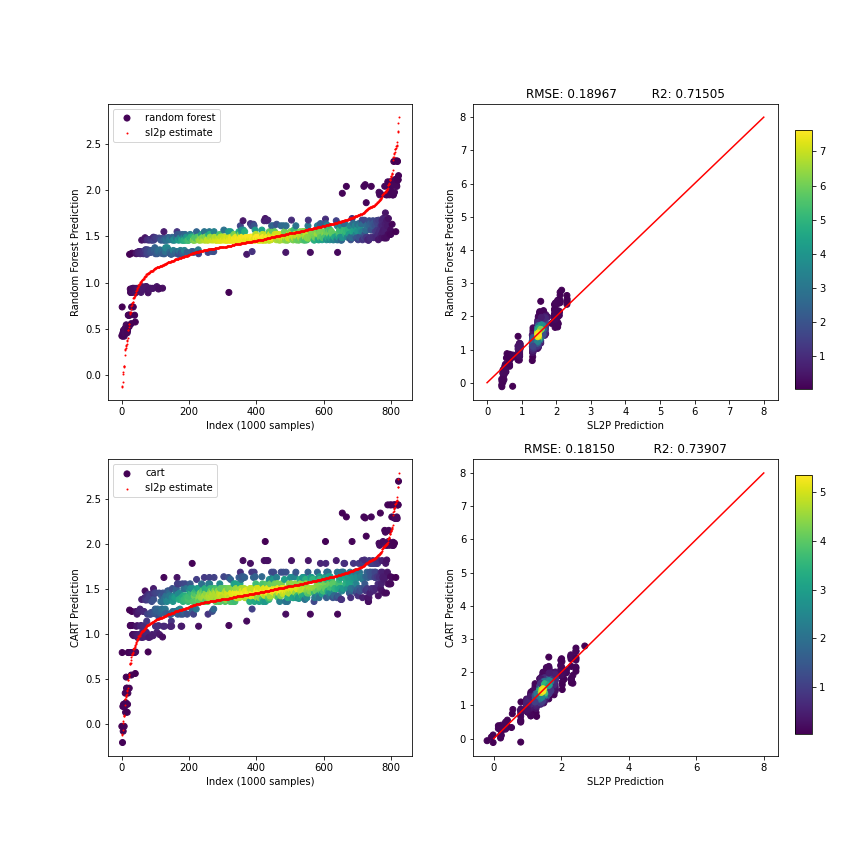 random forest
sl2p estimate
2.5
2.0
1.5
1.0
0.5
0.0
Random Forest Prediction
0 200 400 600 800
Index (1000 samples)
RMSE: 0.18967 R2: 0.71505
8
7
6
5
4
3
2
1
0
Random Forest Prediction
0 1 2 3 4 5 6 7 8
SL2P Prediction
7
6
5
4
3
2
1
cart
sl2p estimate
2.5
2.0
1.5
1.0
0.5
0.0
CART Prediction
0 200 400 600 800
Index (1000 samples)
RMSE: 0.18150 R2: 0.73907
8
7
6
5
4
3
2
1
0
CART Prediction
0 2 4 6 8
SL2P Prediction
5
4
3
2
1